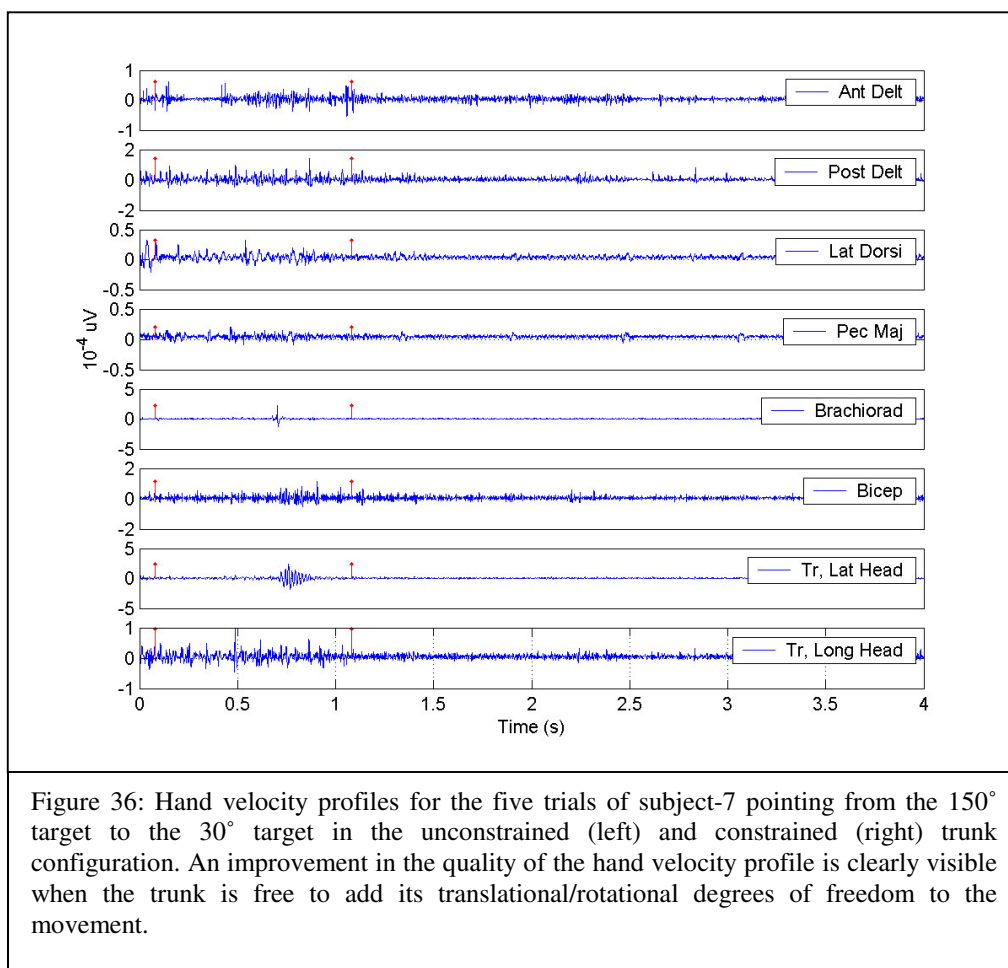 1
0
-1
Ant Delt
2
0
-2
Post Delt
0.5
0
-0.5
Lat Dorsi
0.5
0
-0.5
Pec Maj
10-4 uV
5
0
-5
Brachiorad
2
0
-2
Bicep
5
0
-5
Tr, Lat Head
1
0
-1
Tr, Long Head
0 0.5 1 1.5 2 2.5 3 3.5 4
Time (s)
Figure 36: Hand velocity profiles for the five trials of subject-7 pointing from the 150˚
target to the 30˚ target in the unconstrained (left) and constrained (right) trunk
configuration. An improvement in the quality of the hand velocity profile is clearly visible
when the trunk is free to add its translational/rotational degrees of freedom to the
movement.